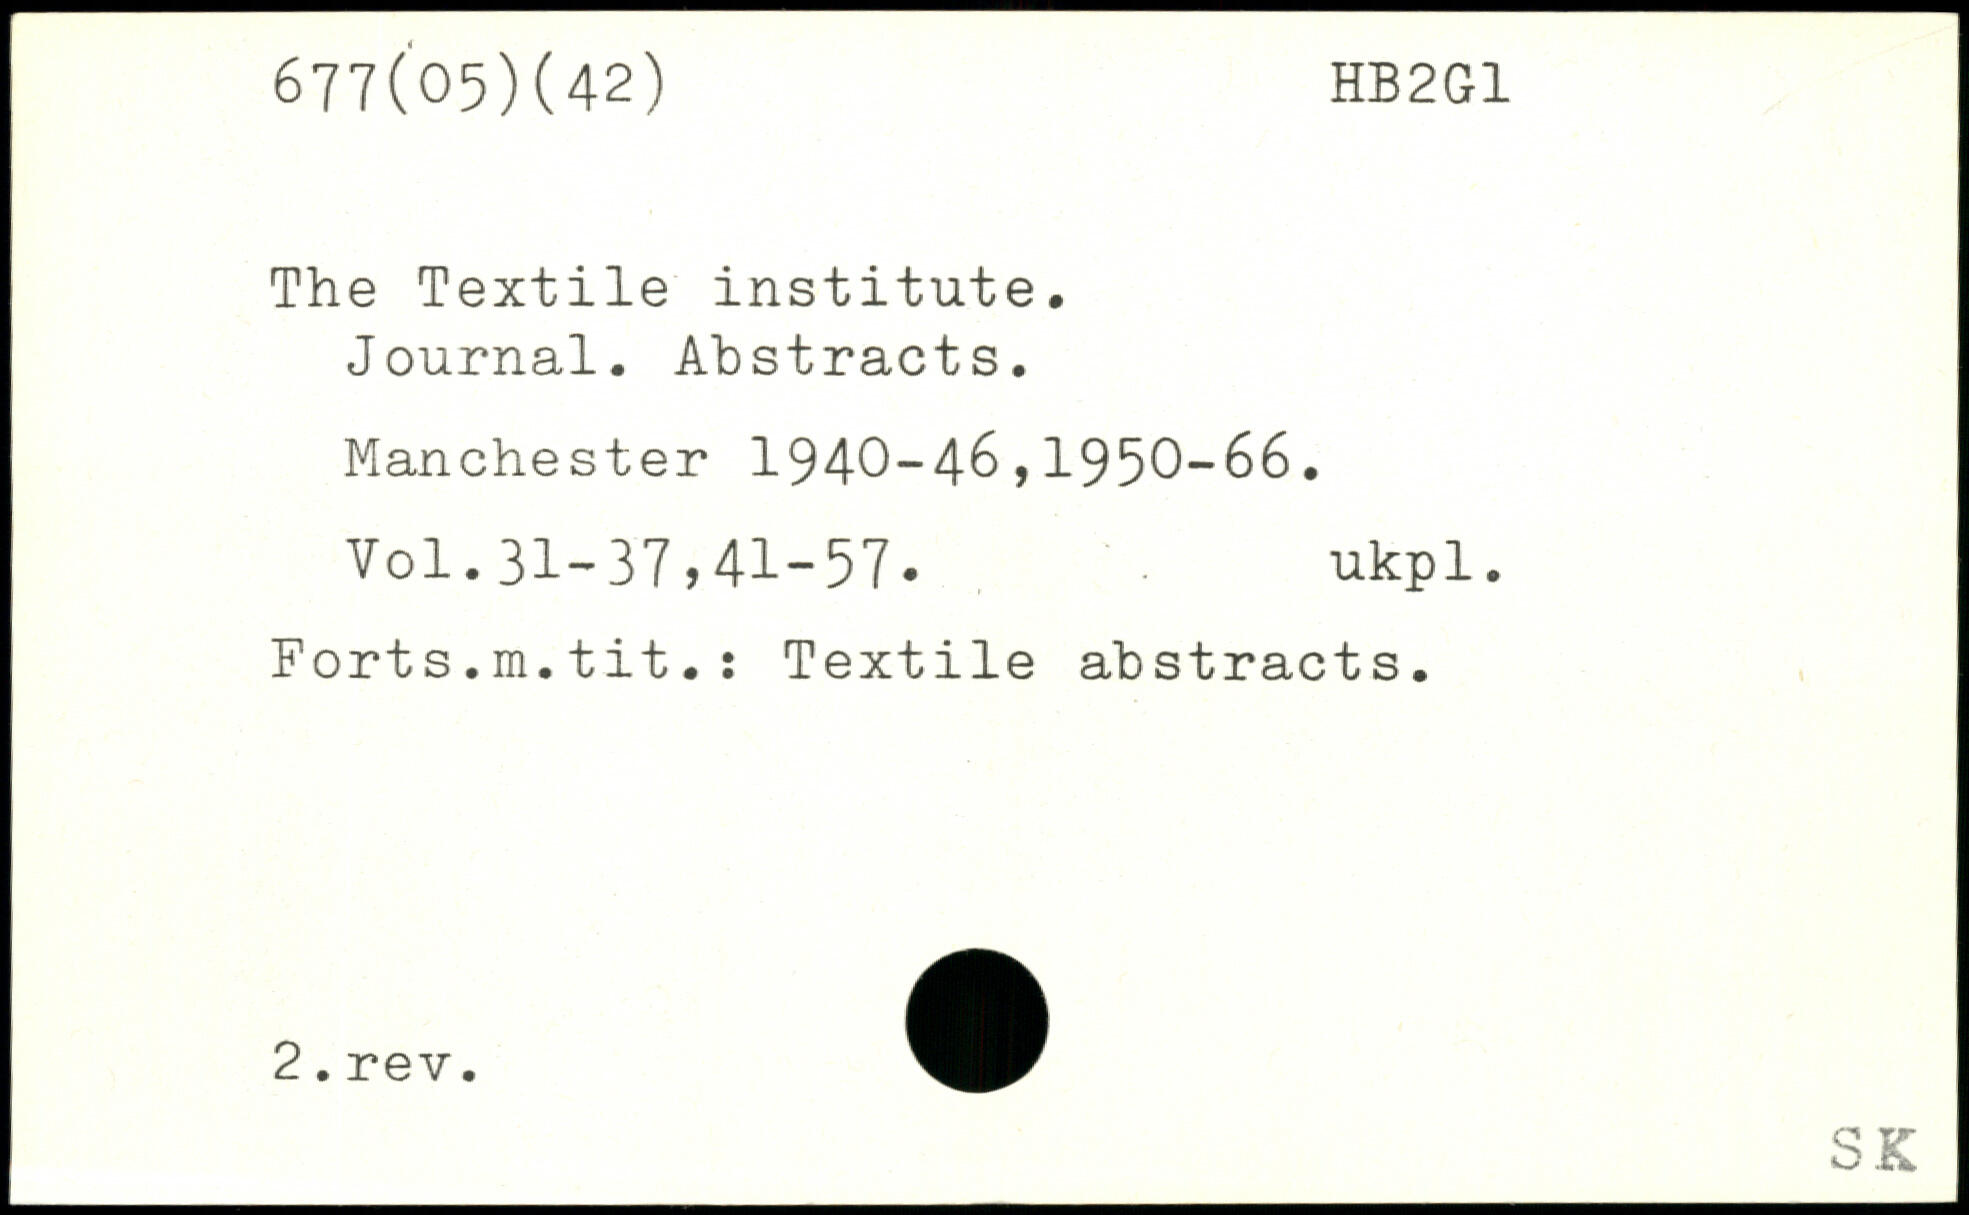 677(05)(42) HB2G1
The Textile institute.
Journal. Abstracts.
Manchester 1940-46,1950-66.
Vol.31-37,41-57. ukpl.
Forts.m.tit.: Textile abstracts.
2.rev.
SK